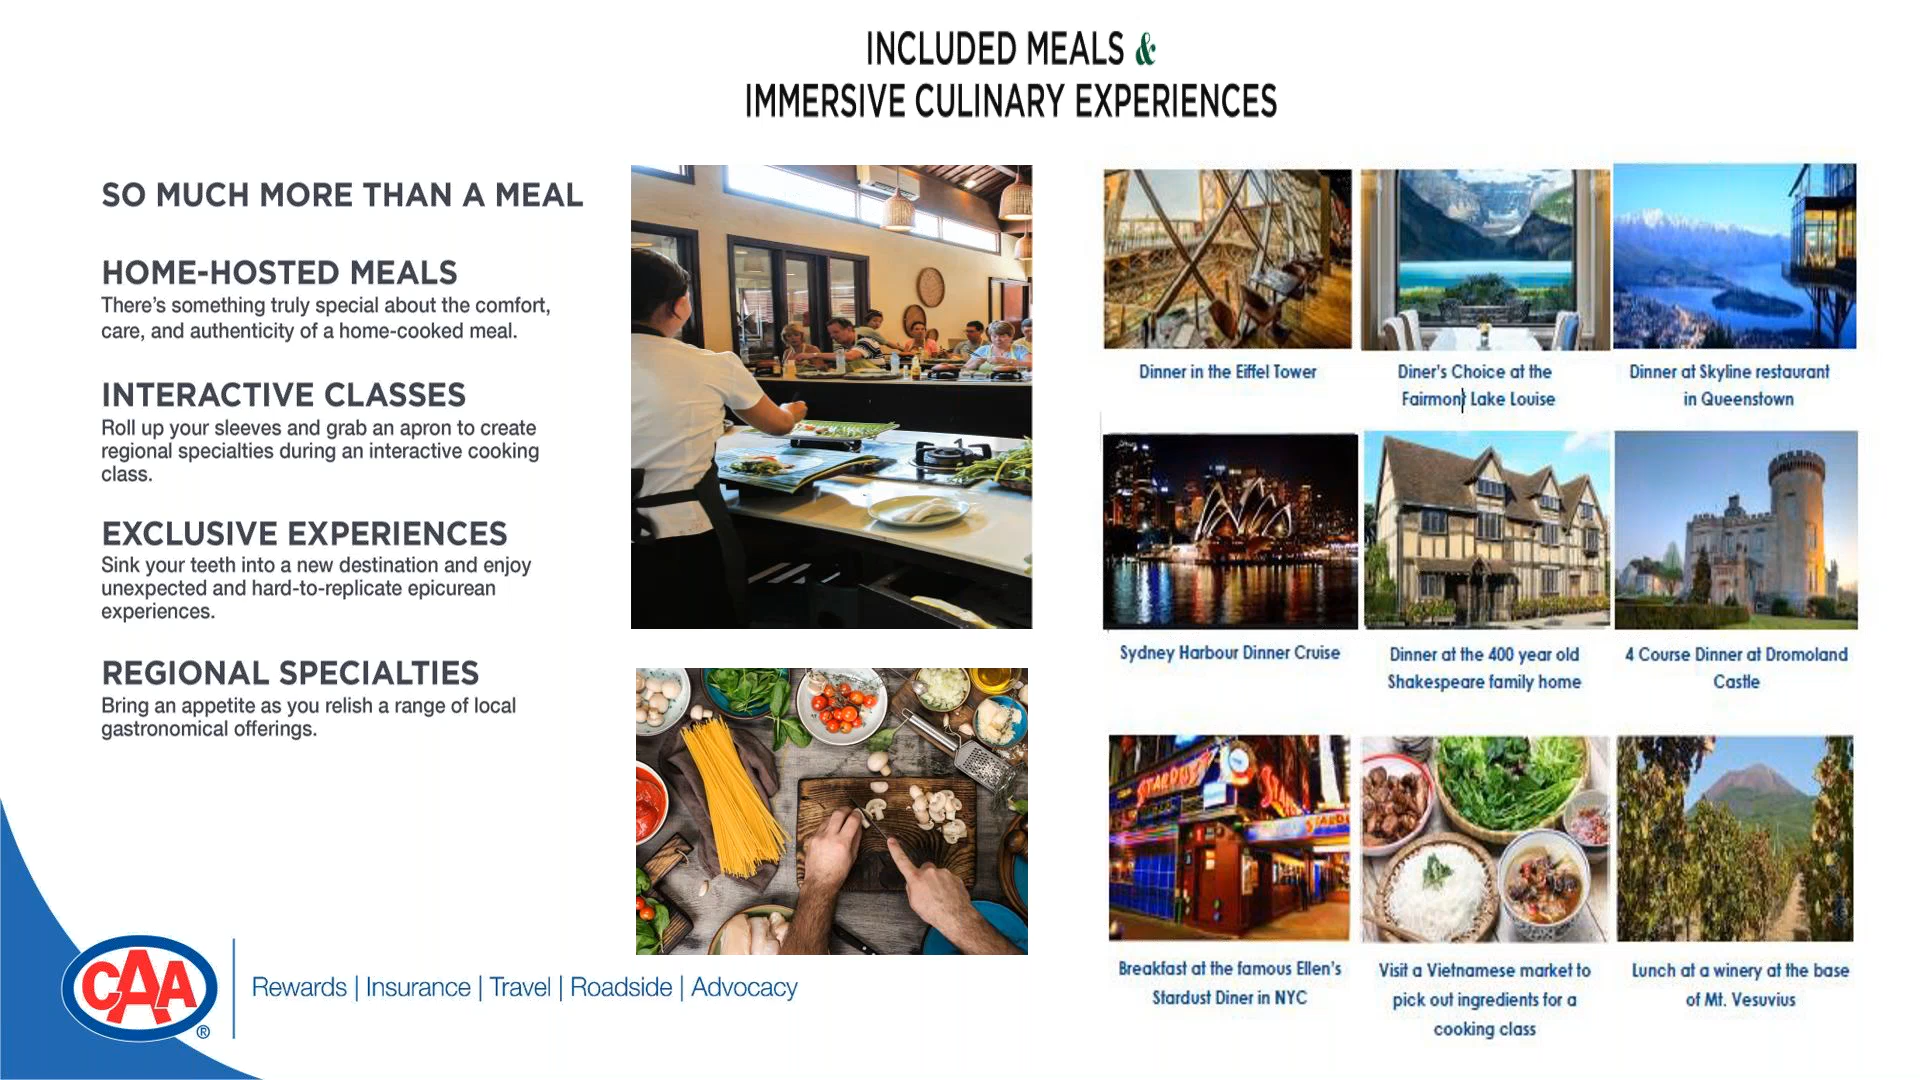 INCLUDED MEALS &
IMMERSIVE CULINARY EXPERIENCES
SO MUCH MORE THAN A MEAL
HOME-HOSTED MEALS
There's something truly special about the comfort,
care, and authenticity of a home-cooked meal.
INTERACTIVE CLASSES
Roll up your sleeves and grab an apron to create
regional specialties during an interactive cooking
class.
EXCLUSIVE EXPERIENCES
Sink your teeth into a new destination and enjoy
unexpected and hard-to-replicate epicurean
experiences.
REGIONAL SPECIALTIES
Bring an appetite as you relish a range of local
gastronomical offerings.
Dinner in the Eiffel Tower
Diner's Choice at the
Fairmont Lake Louise
Dinner at Skyline restaurant
in Queenstown
Sydney Harbour Dinner Cruise
Dinner at the 400 year old
Shakespeare family home
4 Course Dinner at Dromoland
Castle
STARDUST
Breakfast at the famous Ellen's
Stardust Diner in NYC
Visit a Vietnamese market to
pick out ingredients for a
cooking class
Lunch at a winery at the base
of Mt. Vesuvius
CAA ®
Rewards | Insurance | Travel | Roadside | Advocacy